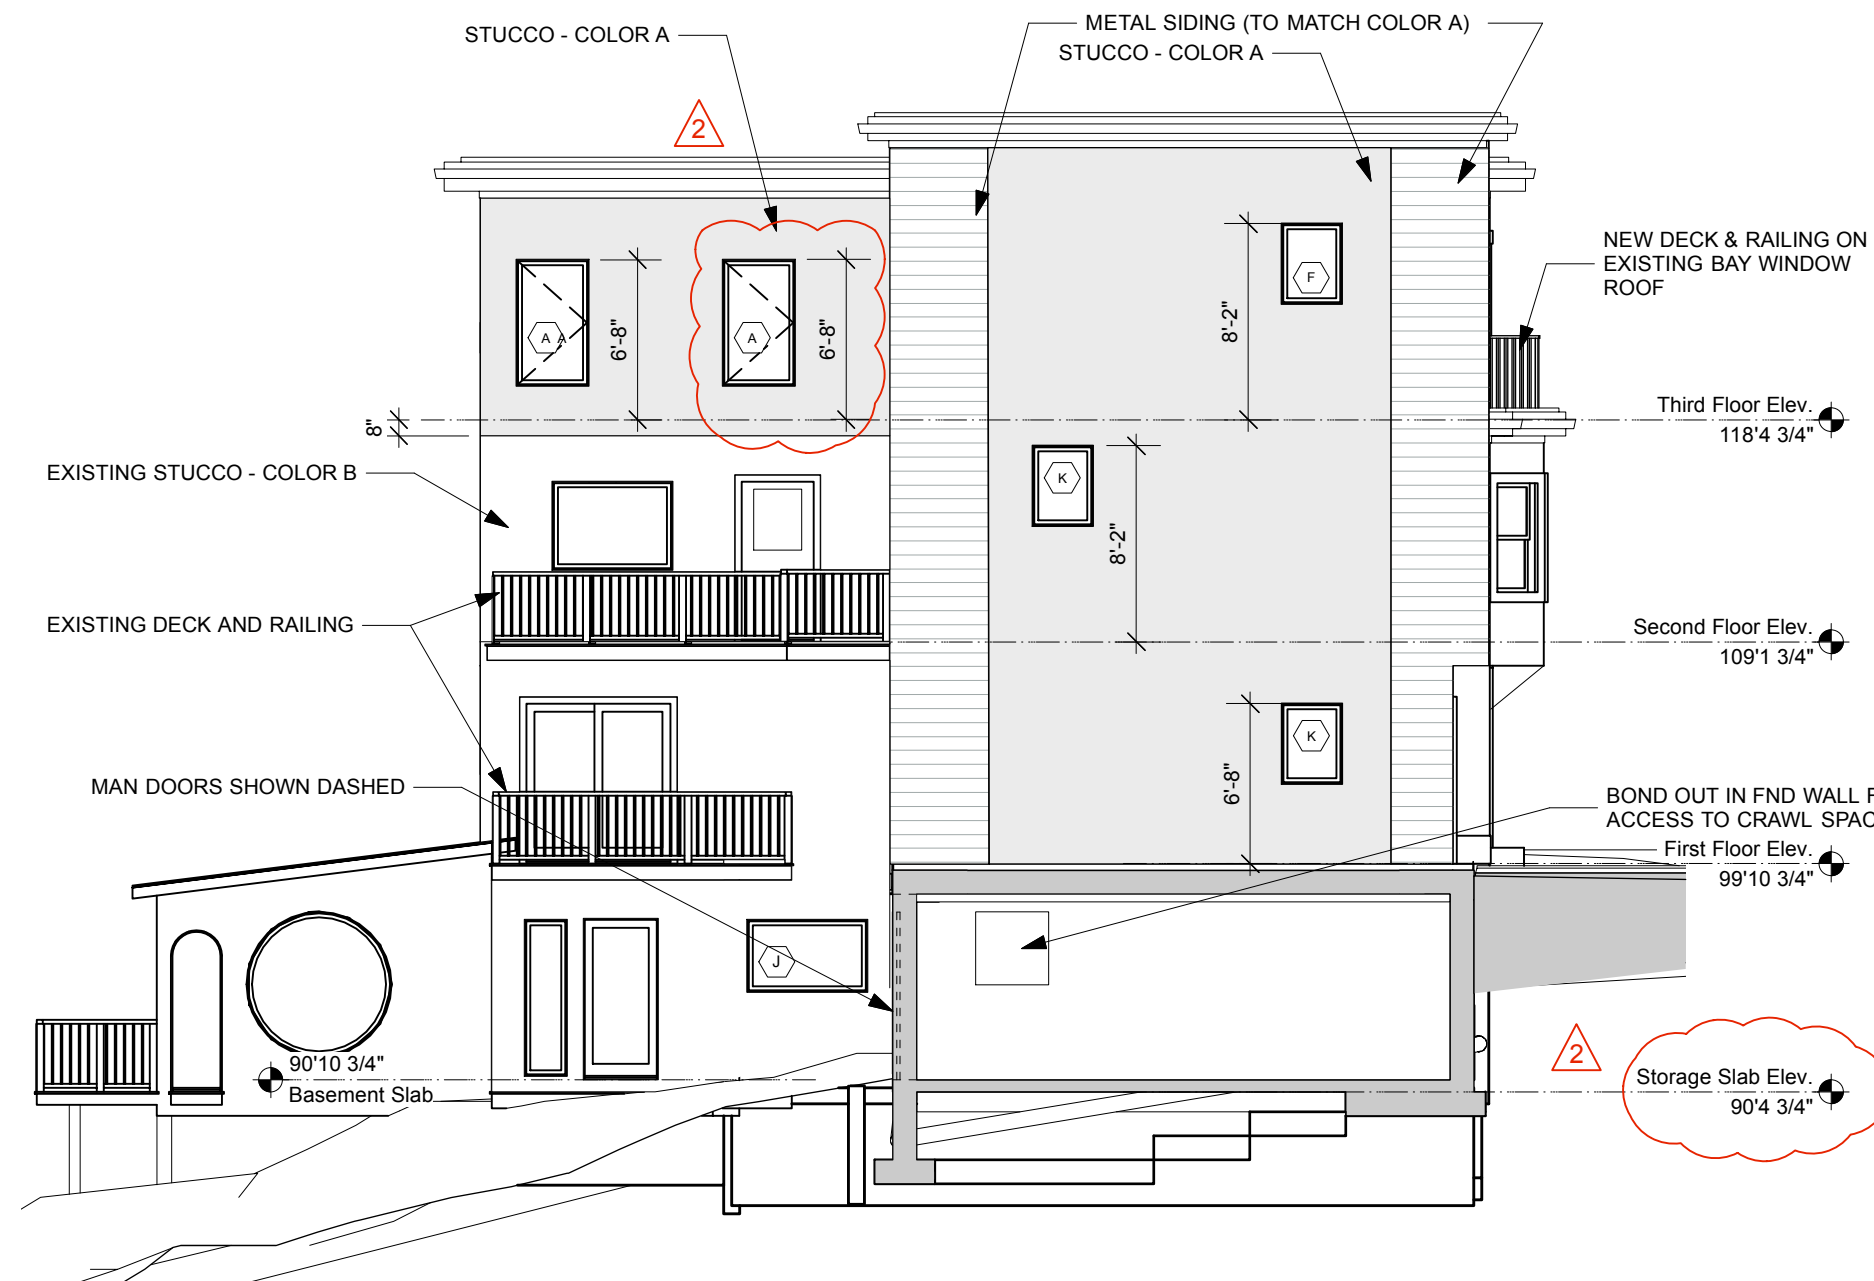 STUCCO - COLOR A
METAL SIDING (TO MATCH COLOR A)
STUCCO - COLOR A
2
NEW DECK & RAILING ON
EXISTING BAY WINDOW
ROOF
F
8'-2"
A A
6'-8"
A
6'-8"
8"
Third Floor Elev.
118'4 3/4"
EXISTING STUCCO - COLOR B
K
8'-2"
EXISTING DECK AND RAILING
Second Floor Elev.
109'1 3/4"
K
6'-8"
MAN DOORS SHOWN DASHED
BOND OUT IN FND WALL
ACCESS TO CRAWL
First Floor Elev.
99'10 3/4"
J
90'10 3/4"
Basement Slab
2
Storage Slab Elev.
90'4 3/4"